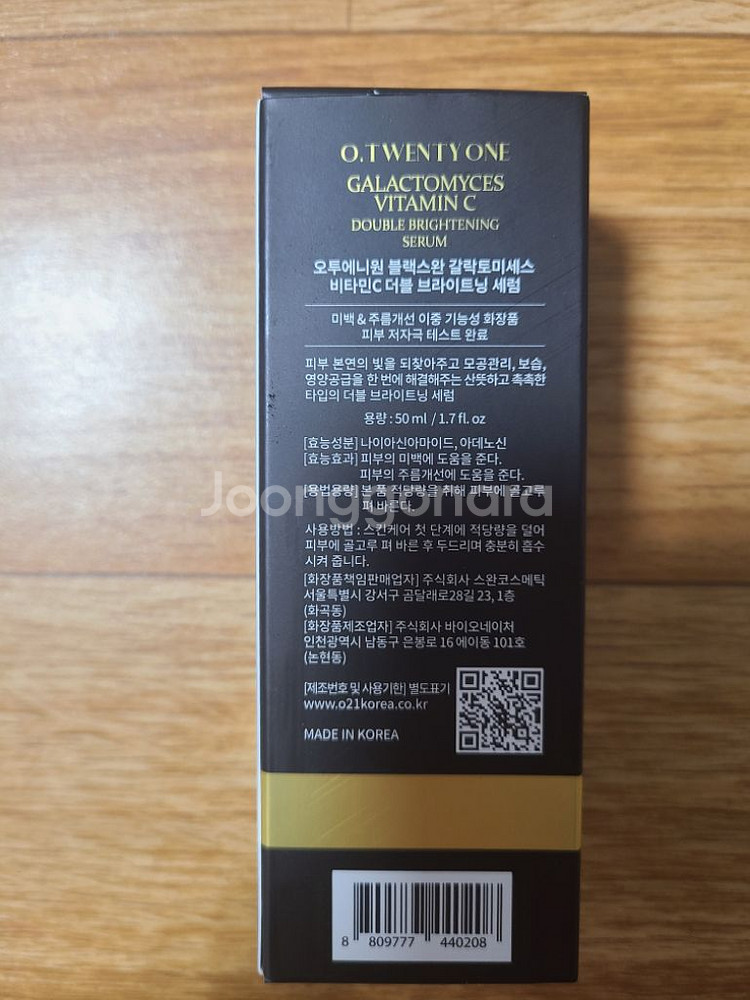 O.TWENTY ONE
GALACTOMYCES
VITAMIN C
DOUBLE BRIGHTENING
SERUM
오투에니원 블랙스완 갈락토미세스
비타민C 더블 브라이트닝 세럼
미백 & 주름개선 이중 기능성 화장품
피부 저자극 테스트 완료
피부 본연의 빛을 되찾아주고 모공관리, 보습,
영양공급을 한 번에 해결해주는 산뜻하고 촉촉한
타입의 더블 브라이트닝 세럼
용량 : 50 ml / 1.7 fl. oz
[효능성분] 나이아신아마이드, 아데노신
[효능효과] 피부의 미백에 도움을 준다.
피부의 주름개선에 도움을 준다.
[용법용량] 본 품 적당량을 취해 피부에 골고루
펴 바른다.
Joonggonara
사용방법 : 스킨케어 첫 단계에 적당량을 덜어
피부에 골고루 펴 바른 후 두드리며 충분히 흡수
시켜 줍니다.
[화장품책임판매업자] 주식회사 스완코스메틱
서울특별시 강서구 곰달래로28길 23, 1층
(화곡동)
[화장품제조업자] 주식회사 바이오네이처
인천광역시 남동구 은봉로 16 에이동 101호
(논현동)
[제조번호 및 사용기한] 별도표기
www.o21korea.co.kr
MADE IN KOREA
8 809777 440208